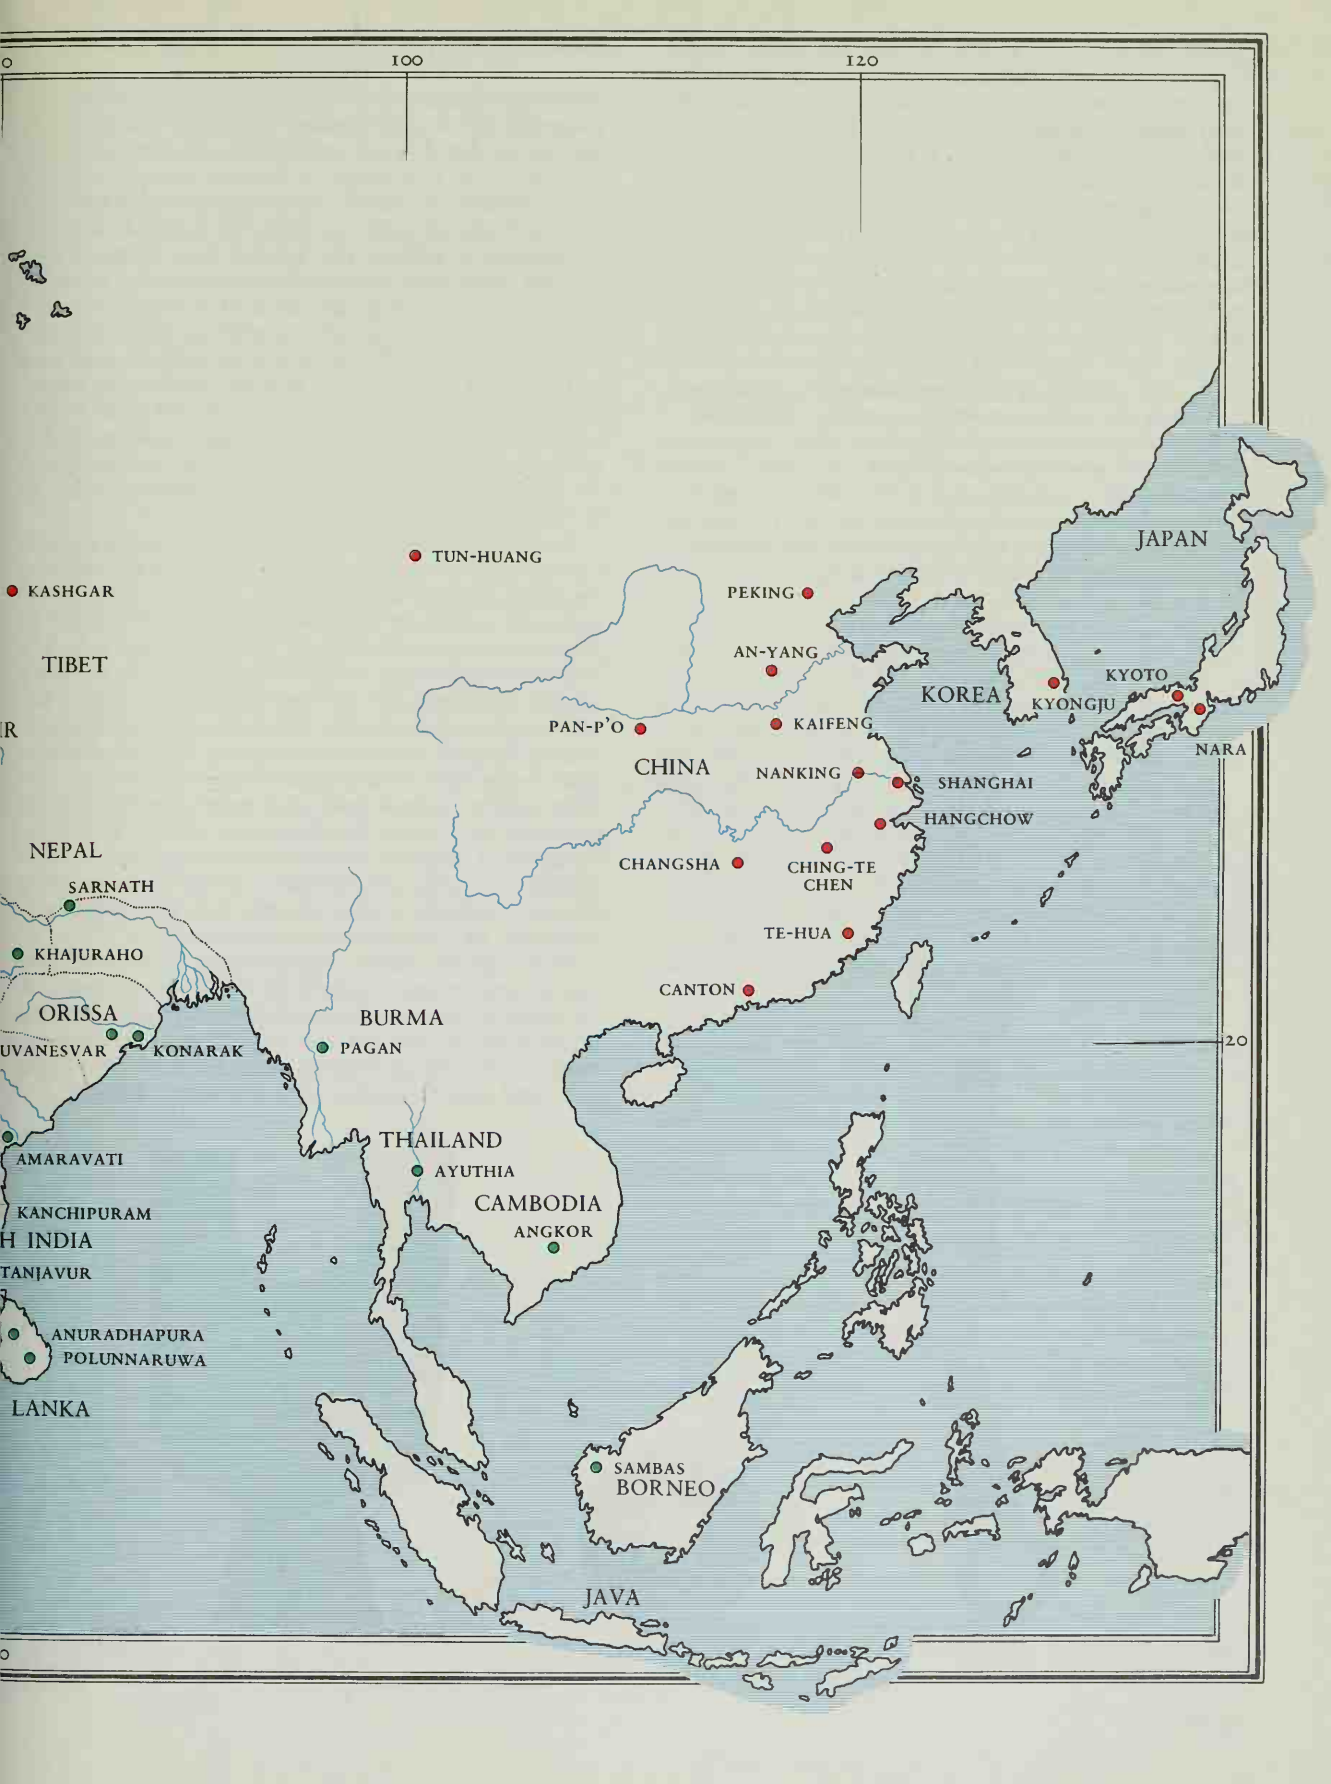 0
100
120
TUN-HUANG
KASHGAR
TIBET
IR
JAPAN
PEKING
AN-YANG
KOREA
KYOTO
KYONGJU
NARA
PAN-P'O
KAIFENG
CHINA
NANKING
SHANGHAI
HANGCHOW
CHANGSHA
CHING-TE
CHEN
TE-HUA
CANTON
NEPAL
SARNATH
KHAJURAHO
ORISSA
UVANESVAR
KONARAK
BURMA
PAGAN
20
THAILAND
AYUTHIA
AMARAVATI
CAMBODIA
ANGKOR
KANCHIPURAM
H INDIA
TANJAVUR
ANURADHAPURA
POLUNNARUWA
LANKA
SAMBAS
BORNEO
JAVA
0